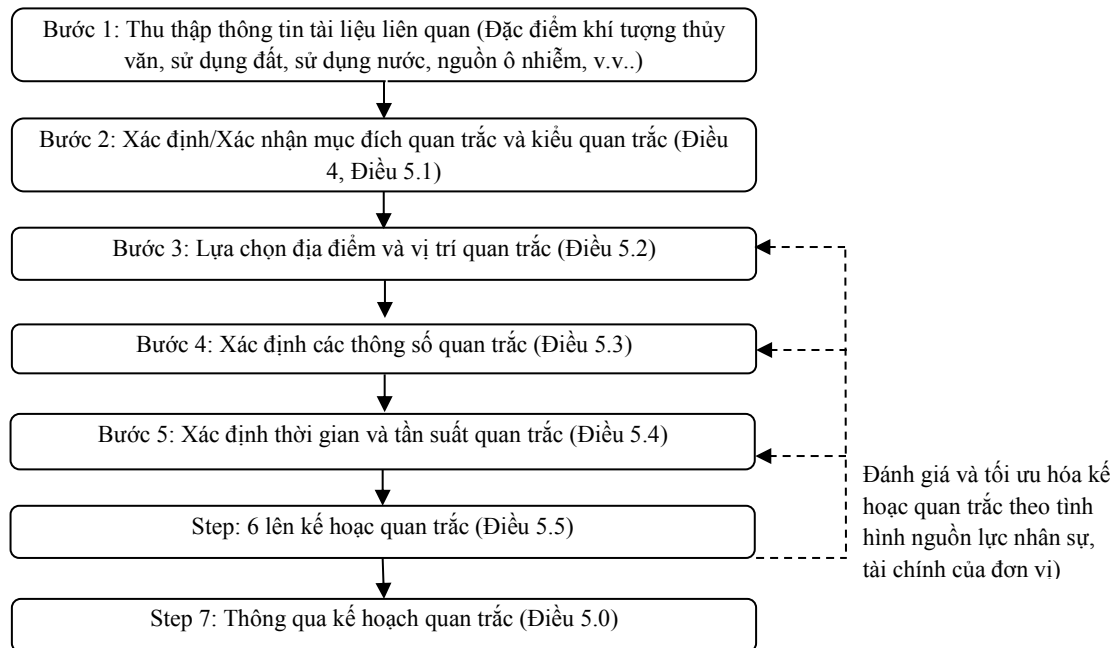 Bước 1: Thu thập thông tin tài liệu liên quan (Đặc điểm khí tượng thủy
văn, sử dụng đất, sử dụng nước, nguồn ô nhiễm, v.v..)
Bước 2: Xác định/Xác nhận mục đích quan trắc và kiểu quan trắc (Điều
4, Điều 5.1)
Bước 3: Lựa chọn địa điểm và vị trí quan trắc (Điều 5.2)
Bước 4: Xác định các thông số quan trắc (Điều 5.3)
Bước 5: Xác định thời gian và tần suất quan trắc (Điều 5.4)
Step: 6 lên kế hoạc quan trắc (Điều 5.5)
Step 7: Thông qua kế hoạch quan trắc (Điều 5.0)
Đánh giá và tối ưu hóa kế
hoạc quan trắc theo tình
hình nguồn lực nhân sự,
tài chính của đơn vị)